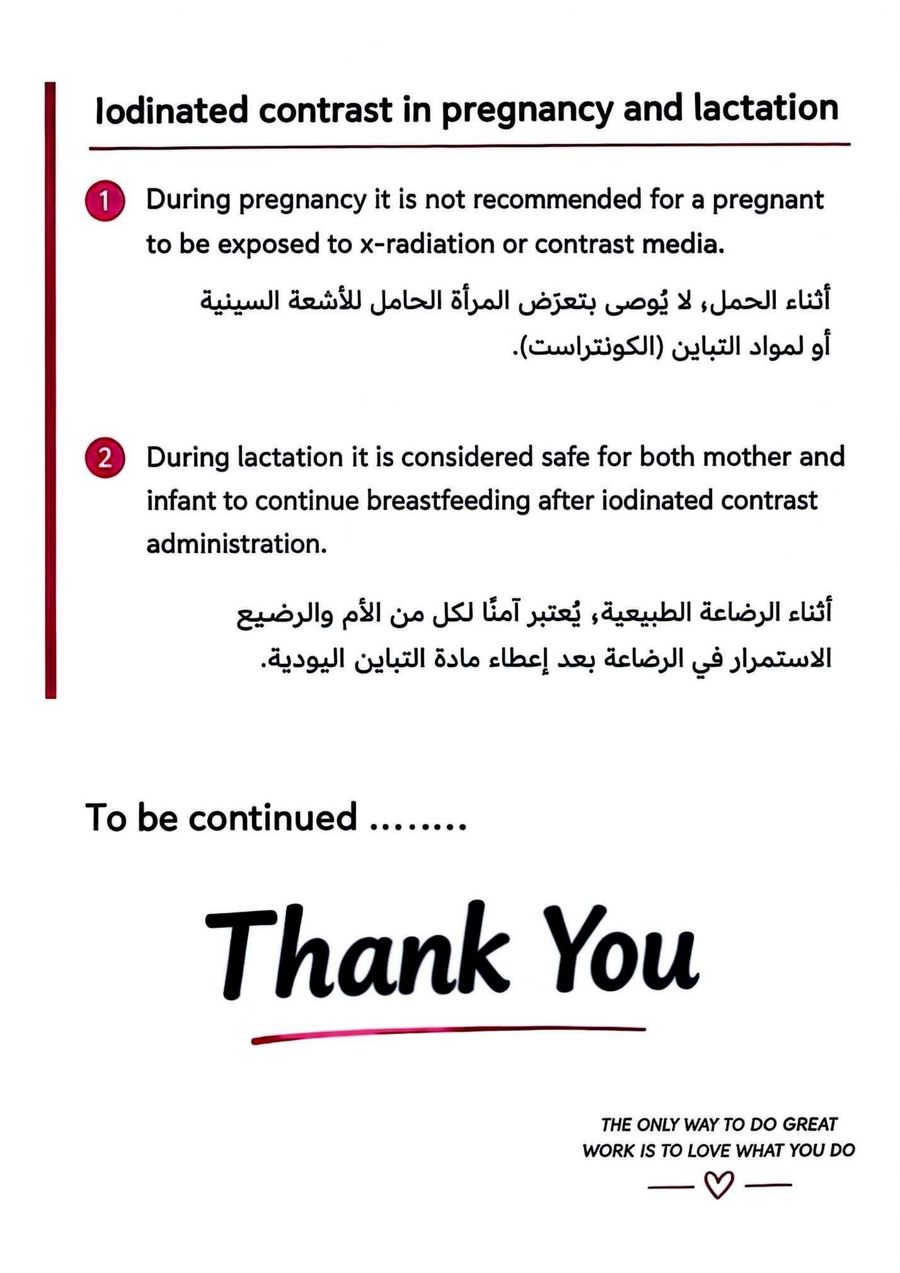 Iodinated contrast in pregnancy and lactation
1 During pregnancy it is not recommended for a pregnant
to be exposed to x-radiation or contrast media.
أثناء الحمل، لا يُوصى بتعرّض المرأة الحامل للأشعة السينية
أو لمواد التباين (الكونتراست).
2 During lactation it is considered safe for both mother and
infant to continue breastfeeding after iodinated contrast
administration.
أثناء الرضاعة الطبيعية، يُعتبر آمنًا لكل من الأم والرضيع
الاستمرار في الرضاعة بعد إعطاء مادة التباين اليودية.
To be continued ........
Thank You
THE ONLY WAY TO DO GREAT
WORK IS TO LOVE WHAT YOU DO